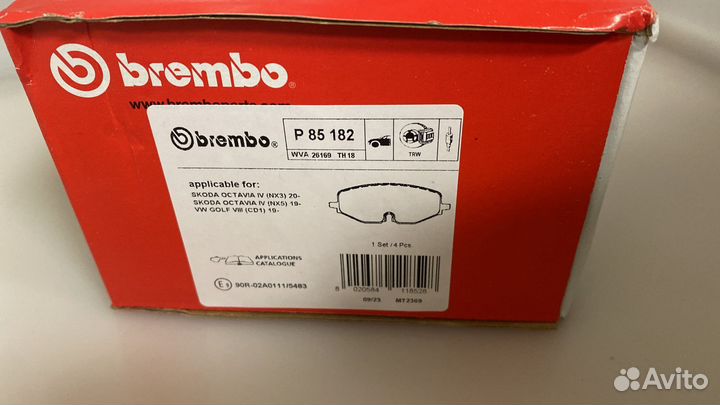 brembo
www.bremboparts.com
brembo
P 85 182
WVA 26169 TH 18
TRW
applicable for:
SKODA OCTAVIA IV (NX3) 20-
SKODA OCTAVIA IV (NX5) 19-
VW GOLF VIII (CD1) 19-
1 Set / 4 Pcs.
APPLICATIONS
CATALOGUE
E9 90R-02A0111/5483
8 020584 118528
09/23 MT2369
Avito